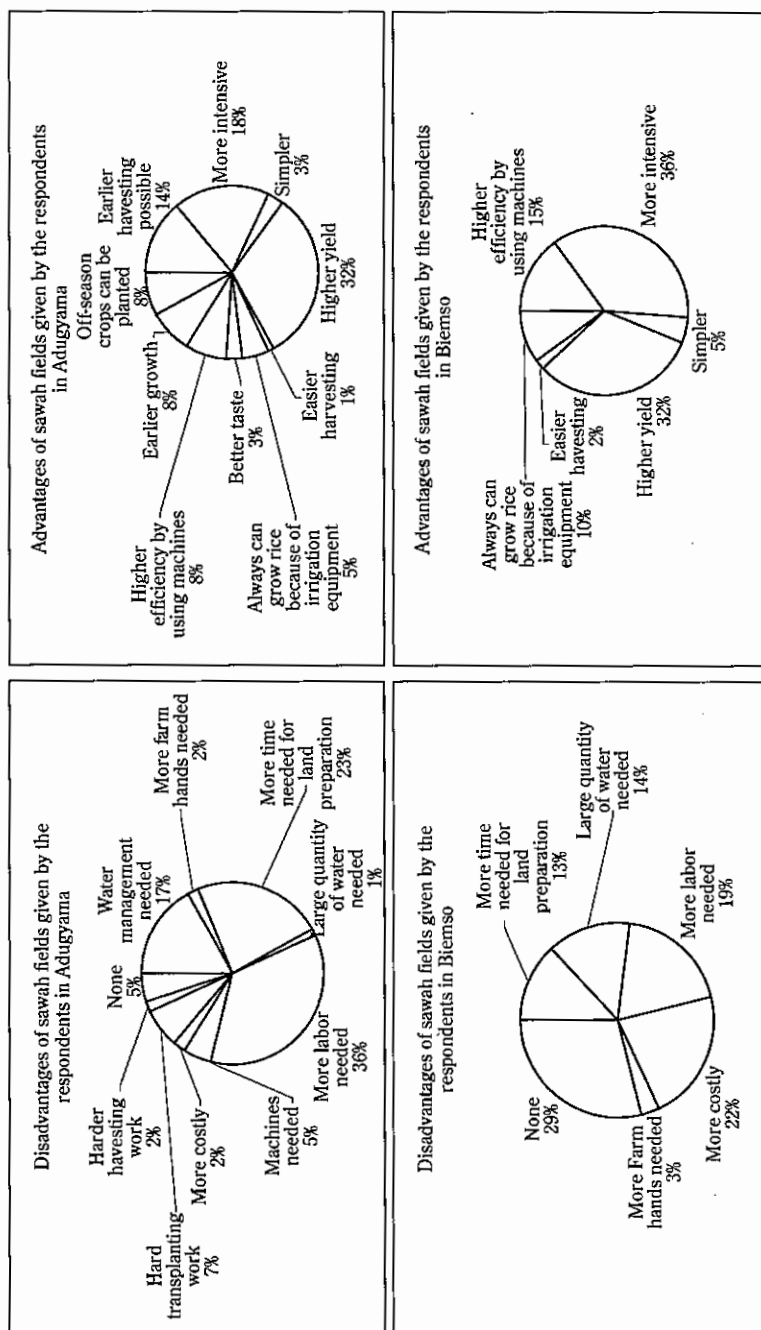 Disadvantages of sawah fields given by the
respondents in Adugyama
None
5%
Water
management
needed
17%
More farm
hands needed
2%
More time
needed for
land
preparation
23%
Large quantity
of water
needed
1%
More labor
needed
36%
Machines
needed
5%
More costly
2%
Hard
transplanting
work
7%
Harder
havesting
work
2%
Advantages of sawah fields given by the respondents
in Adugyama
Off-season
crops can be
planted
8%
Earlier
havesting
possible
14%
More intensive
18%
Simpler
3%
Higher yield
32%
Easier
harvesting
1%
Always can
grow rice
because of
irrigation
equipment
5%
Better taste
3%
Higher
efficiency by
using machines
8%
Earlier growth
8%
Disadvantages of sawah fields given by the
respondents in Biemso
More time
needed for
land
preparation
13%
Large quantity
of water
needed
14%
More labor
needed
19%
More costly
22%
More Farm
hands needed
3%
None
29%
Advantages of sawah fields given by the respondents
in Biemso
Higher
efficiency by
using machines
15%
More intensive
36%
Simpler
5%
Higher yield
32%
Easier
havesting
2%
Always can
grow rice
because of
irrigation
equipment
10%